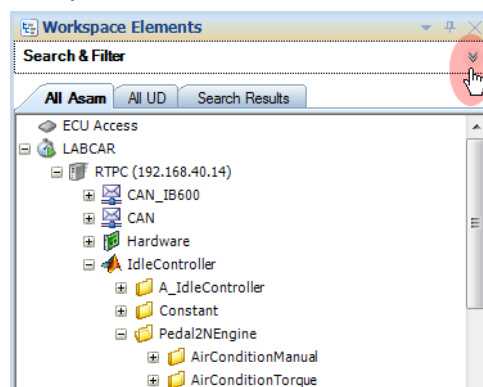 Workspace Elements
Search & Filter
All Asam All UD Search Results
ECU Access
LABCAR
RTPC (192.168.40.14)
CAN_IB600
CAN
Hardware
IdleController
A_IdleController
Constant
Pedal2NEngine
AirConditionManual
AirConditionTorque